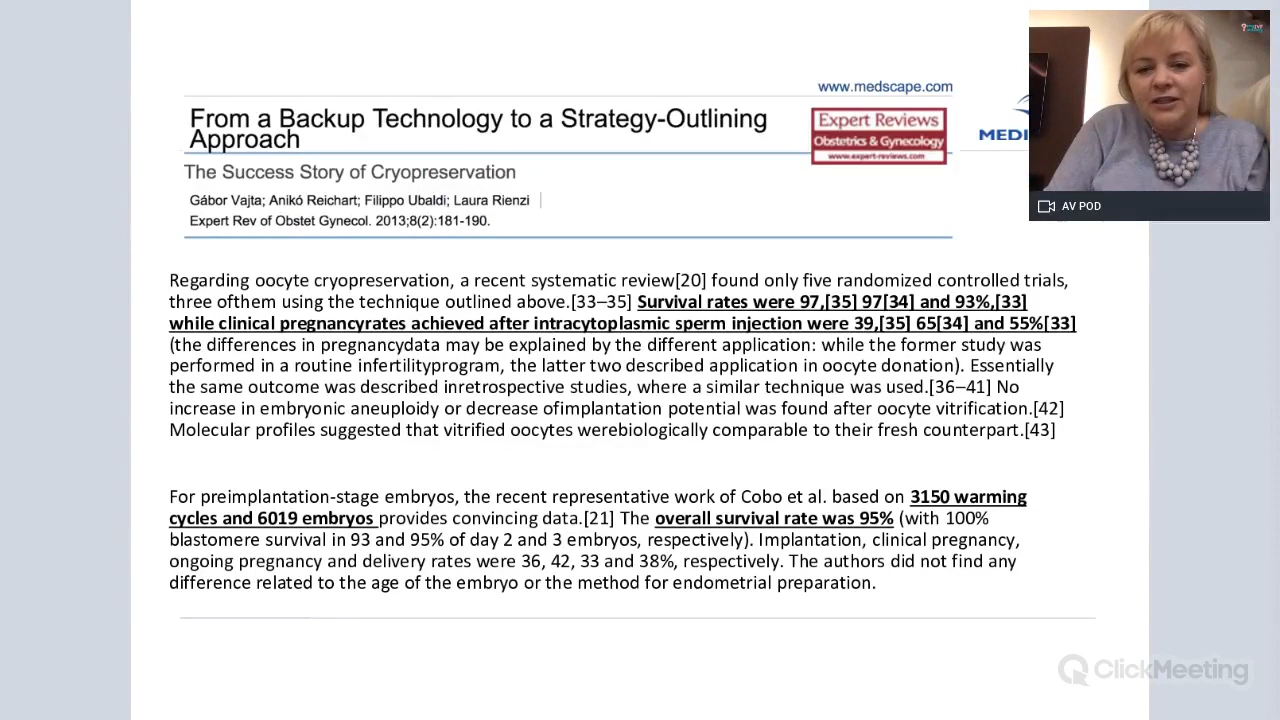 www.medscape.com
From a Backup Technology to a Strategy-Outlining
Approach
Expert Reviews
Obstetrics & Gynecology
www.expert-reviews.com
The Success Story of Cryopreservation
Gábor Vajta; Anikó Reichart; Filippo Ubaldi; Laura Rienzi
Expert Rev of Obstet Gynecol. 2013;8(2):181-190.
AV POD
Regarding oocyte cryopreservation, a recent systematic review[20] found only five randomized controlled trials,
three ofthem using the technique outlined above.[33–35] Survival rates were 97,[35] 97[34] and 93%,[33]
while clinical pregnancyrates achieved after intracytoplasmic sperm injection were 39,[35] 65[34] and 55%[33]
(the differences in pregnancydata may be explained by the different application: while the former study was
performed in a routine infertilityprogram, the latter two described application in oocyte donation). Essentially
the same outcome was described inretrospective studies, where a similar technique was used.[36–41] No
increase in embryonic aneuploidy or decrease ofimplantation potential was found after oocyte vitrification.[42]
Molecular profiles suggested that vitrified oocytes werebiologically comparable to their fresh counterpart.[43]
For preimplantation-stage embryos, the recent representative work of Cobo et al. based on 3150 warming
cycles and 6019 embryos provides convincing data.[21] The overall survival rate was 95% (with 100%
blastomere survival in 93 and 95% of day 2 and 3 embryos, respectively). Implantation, clinical pregnancy,
ongoing pregnancy and delivery rates were 36, 42, 33 and 38%, respectively. The authors did not find any
difference related to the age of the embryo or the method for endometrial preparation.
ClickMeeting